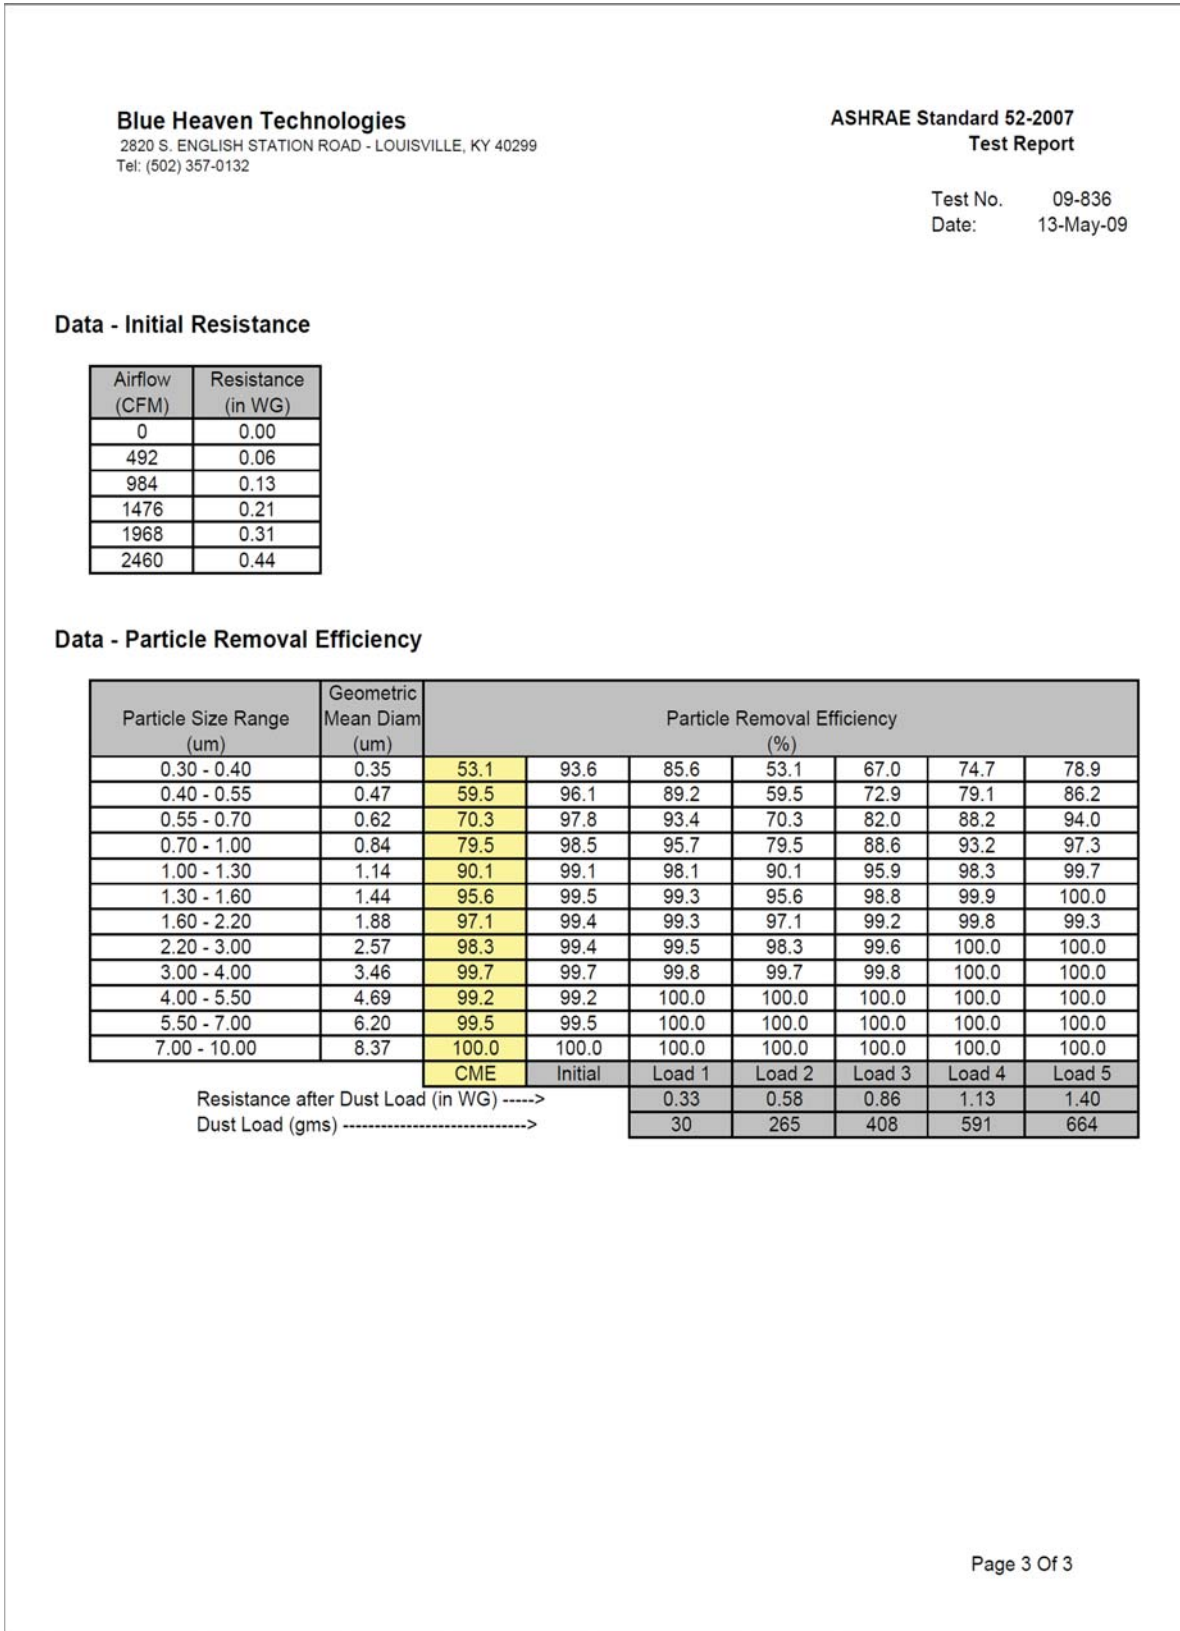 Blue Heaven Technologies
2820 S. ENGLISH STATION ROAD - LOUISVILLE, KY 40299
Tel: (502) 357-0132
ASHRAE Standard 52-2007
Test Report
Test No. 09-836
Date: 13-May-09
Data - Initial Resistance
Airflow (CFM) Resistance (in WG)
0 0.00
492 0.06
984 0.13
1476 0.21
1968 0.31
2460 0.44
Data - Particle Removal Efficiency
Particle Size Range (um) Geometric Mean Diam (um) Particle Removal Efficiency (%)
0.30 - 0.40 0.35 53.1 93.6 85.6 53.1 67.0 74.7 78.9
0.40 - 0.55 0.47 59.5 96.1 89.2 59.5 72.9 79.1 86.2
0.55 - 0.70 0.62 70.3 97.8 93.4 70.3 82.0 88.2 94.0
0.70 - 1.00 0.84 79.5 98.5 95.7 79.5 88.6 93.2 97.3
1.00 - 1.30 1.14 90.1 99.1 98.1 90.1 95.9 98.3 99.7
1.30 - 1.60 1.44 95.6 99.5 99.3 95.6 98.8 99.9 100.0
1.60 - 2.20 1.88 97.1 99.4 99.3 97.1 99.2 99.8 99.3
2.20 - 3.00 2.57 98.3 99.4 99.5 98.3 99.6 100.0 100.0
3.00 - 4.00 3.46 99.7 99.7 99.8 99.7 99.8 100.0 100.0
4.00 - 5.50 4.69 99.2 99.2 100.0 100.0 100.0 100.0 100.0
5.50 - 7.00 6.20 99.5 99.5 100.0 100.0 100.0 100.0 100.0
7.00 - 10.00 8.37 100.0 100.0 100.0 100.0 100.0 100.0 100.0
CME Initial Load 1 Load 2 Load 3 Load 4 Load 5
Resistance after Dust Load (in WG) -----> 0.33 0.58 0.86 1.13 1.40
Dust Load (gms) ------------------------------> 30 265 408 591 664
Page 3 Of 3